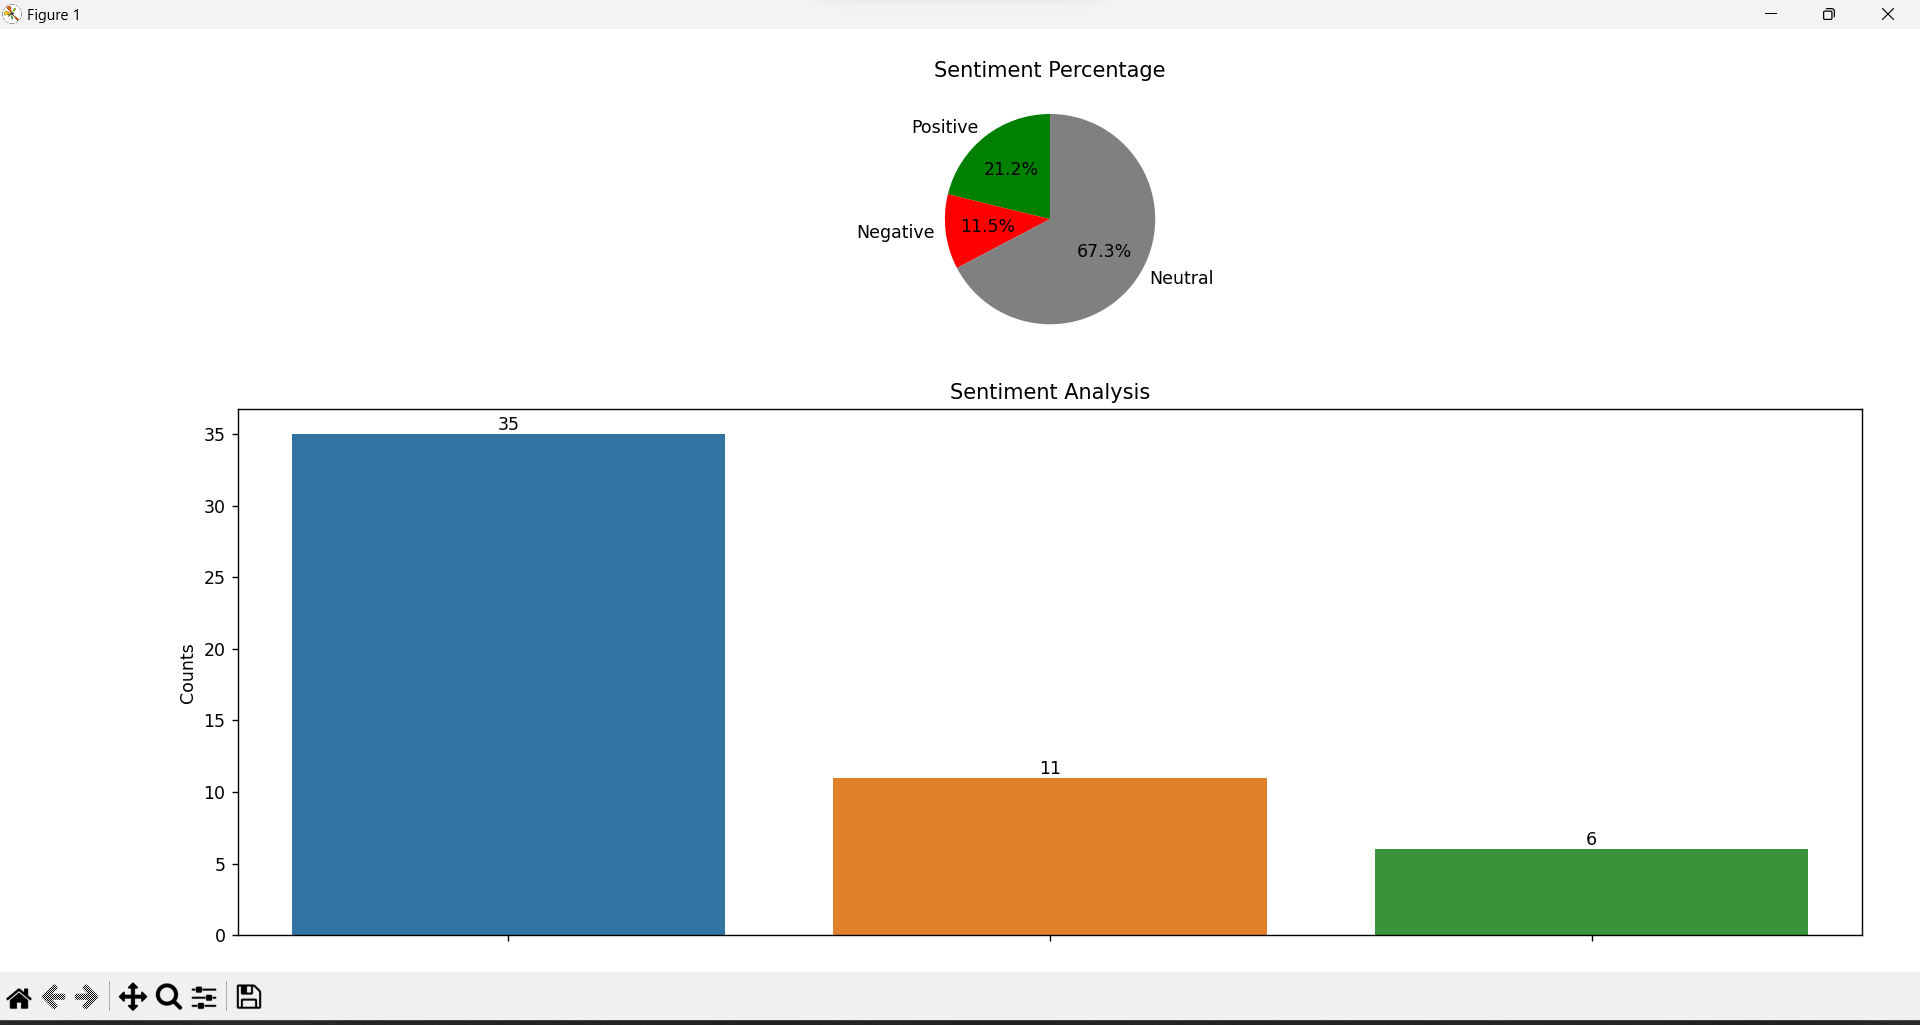 Figure 1
Sentiment Percentage
Positive
21.2%
Negative
11.5%
67.3%
Neutral
Sentiment Analysis
35
35
30
25
20
Counts
15
11
10
6
5
0